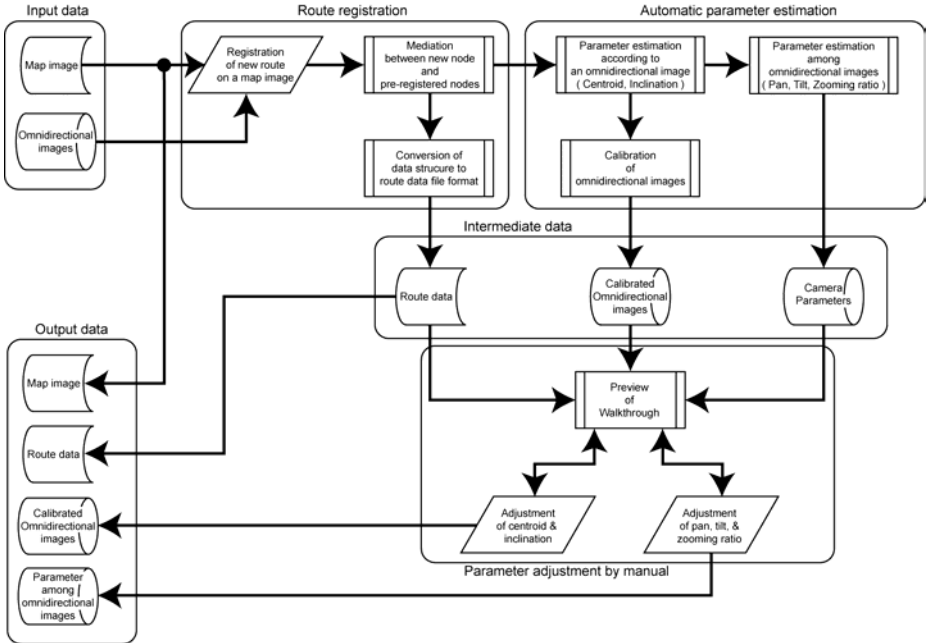 Input data
Route registration
Automatic parameter estimation
Map image
Registration
of new route
on a map image
Mediation
between new node
and
pre-registered nodes
Parameter estimation
according to
an omnidirectional image
( Centroid, Inclination )
Parameter estimation
among
omnidirectional images
( Pan, Tilt, Zooming ratio )
Omnidirectional
images
Conversion of
data strucure to
route data file format
Calibration
of
omnidirectional images
Intermediate data
Route data
Calibrated
Omnidirectional
images
Camera
Parameters
Output data
Map image
Preview
of
Walkthrough
Route data
Calibrated
Omnidirectional
images
Adjustment
of centroid &
inclination
Adjustment
of pan, tilt, &
zooming ratio
Parameter adjustment by manual
Parameter
among
omnidirectional
images